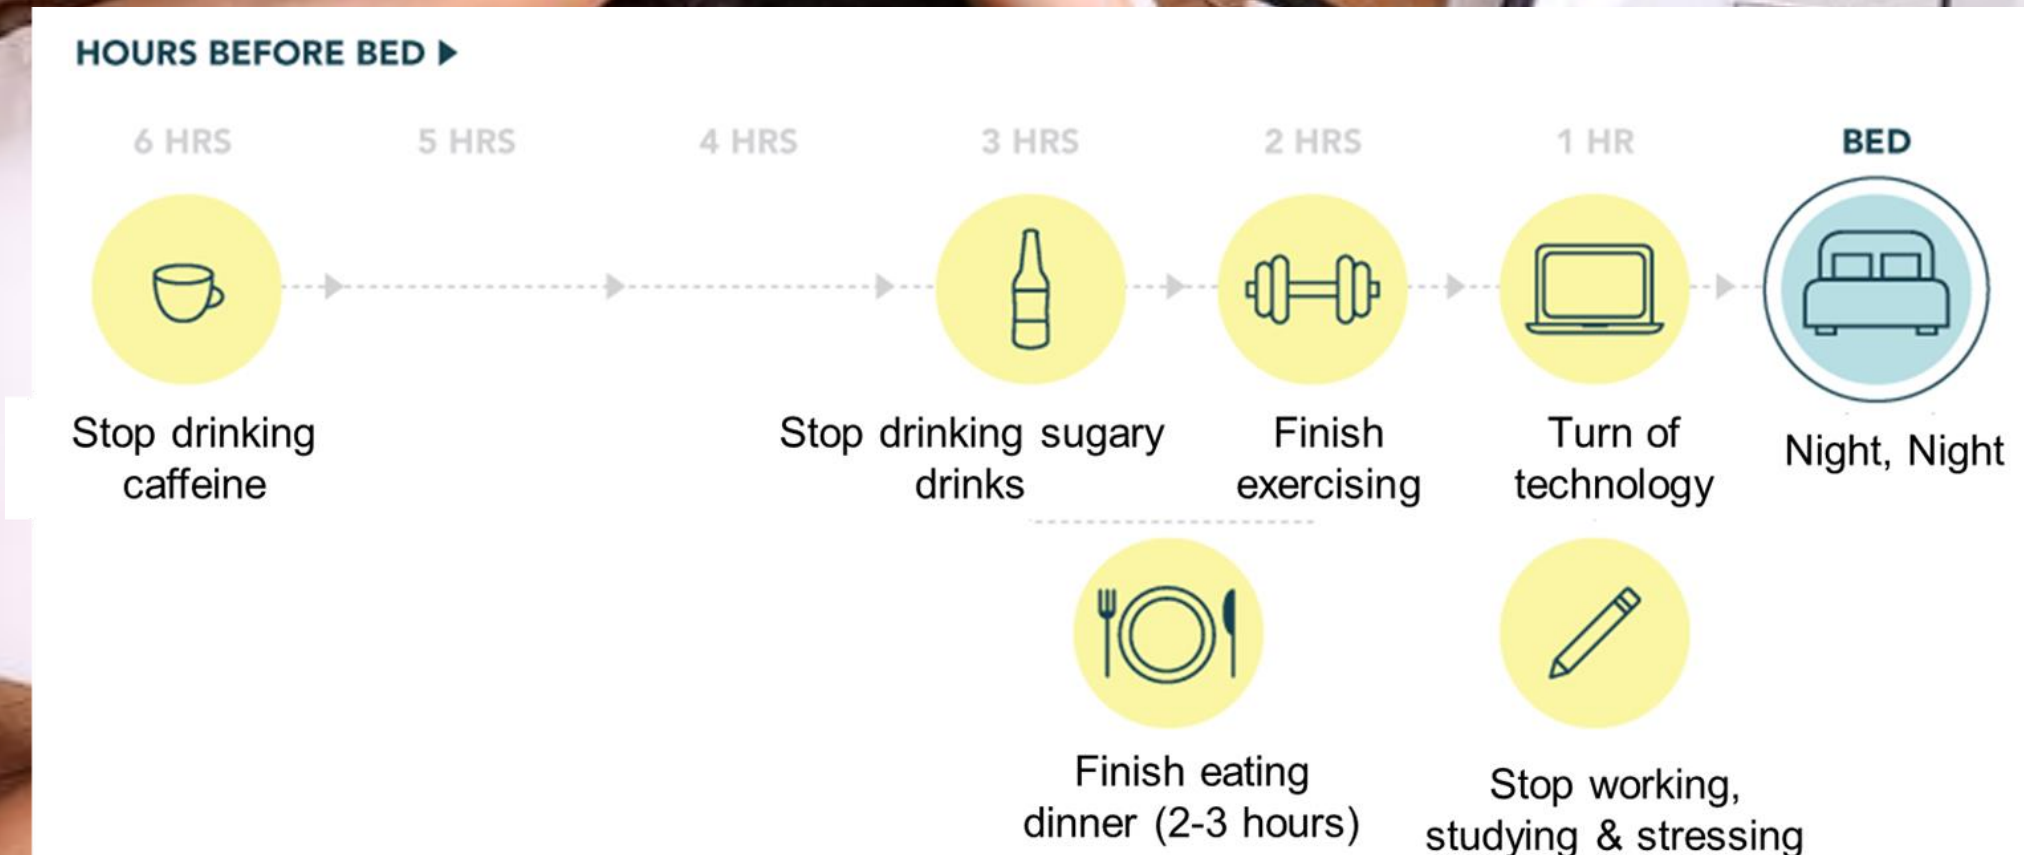 HOURS BEFORE BED
6 HRS
5 HRS
4 HRS
3 HRS
2 HRS
1 HR
BED
Stop drinking
caffeine
Stop drinking sugary
drinks
Finish
exercising
Turn of
technology
Night, Night
Finish eating
dinner (2-3 hours)
Stop working,
studying & stressing